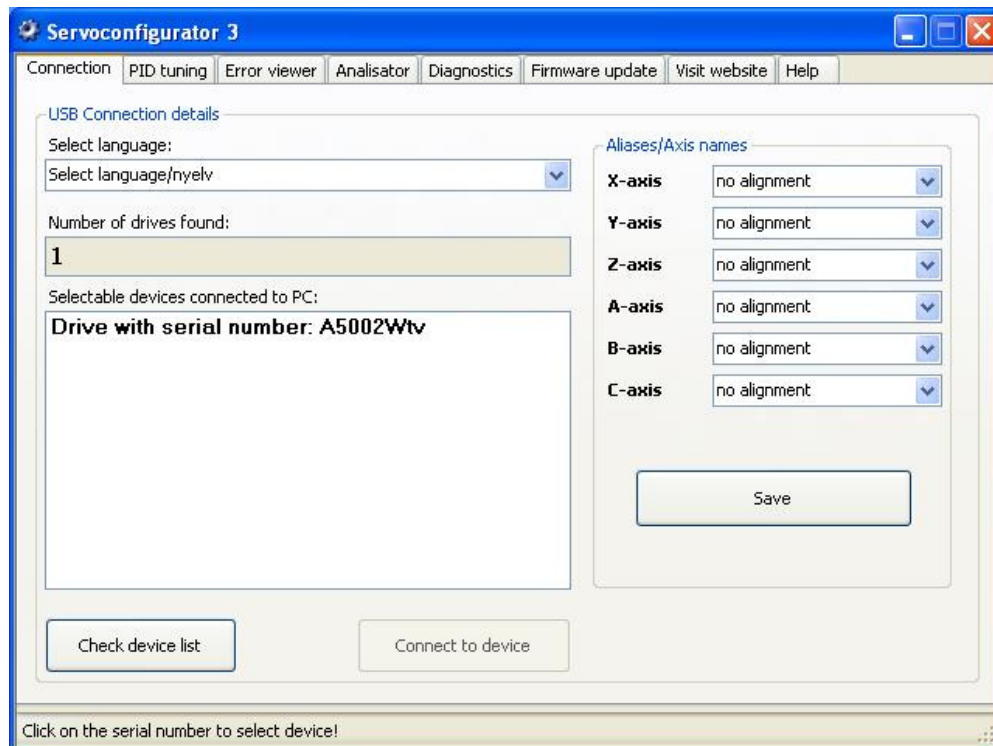 Servoconfigurator 3
Connection PID tuning Error viewer Analisator Diagnostics Firmware update Visit website Help
USB Connection details
Select language:
Select language/nyelv
Number of drives found:
1
Selectable devices connected to PC:
Drive with serial number: A5002Wtv
Aliases/Axis names
X-axis no alignment
Y-axis no alignment
Z-axis no alignment
A-axis no alignment
B-axis no alignment
C-axis no alignment
Save
Check device list Connect to device
Click on the serial number to select device!